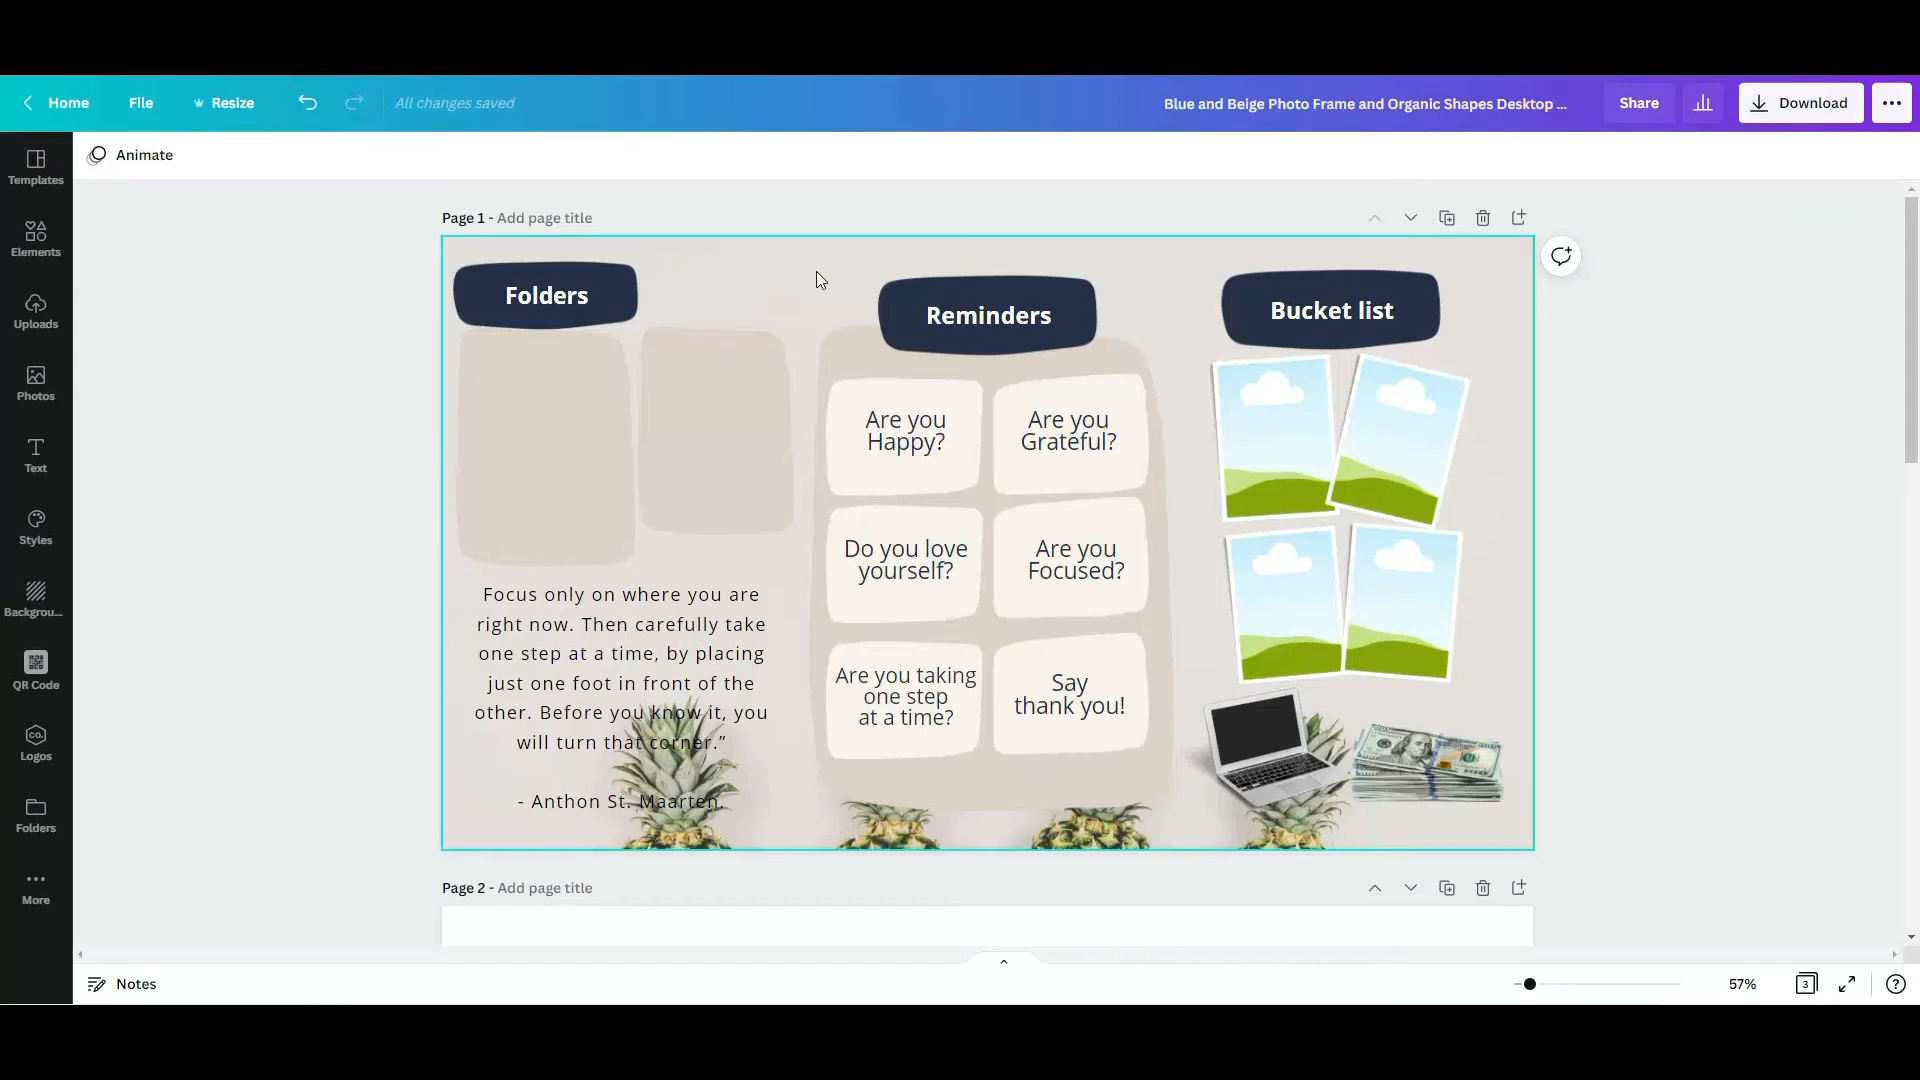 Home
File
Resize
All changes saved
Blue and Beige Photo Frame and Organic Shapes Desktop ...
Share
Download
Animate
Templates
Elements
Uploads
Photos
Text
Styles
Backgrou...
QR Code
CO.
Logos
Folders
More
Page 1 - Add page title
Folders
Focus only on where you are
right now. Then carefully take
one step at a time, by placing
just one foot in front of the
other. Before you know it, you
will turn that corner.”
- Anthon St. Maarten.
Reminders
Are you
Happy?
Are you
Grateful?
Do you love
yourself?
Are you
Focused?
Are you taking
one step
at a time?
Say
thank you!
Bucket list
Page 2 - Add page title
Notes
57%
3
?